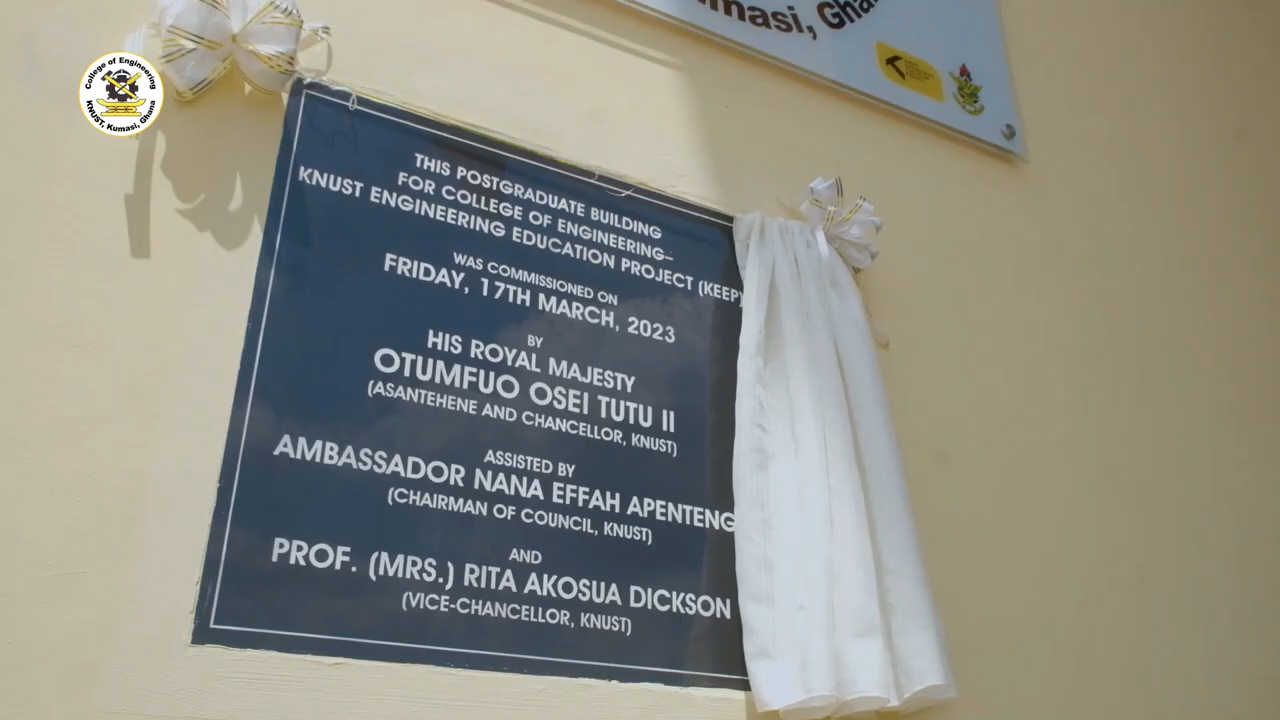 College of Engineering
KNUST, Kumasi, Ghana
umasi, Gha
THIS POSTGRADUATE BUILDING
FOR COLLEGE OF ENGINEERING–
KNUST ENGINEERING EDUCATION PROJECT (KEEP)
WAS COMMISSIONED ON
FRIDAY, 17TH MARCH, 2023
BY
HIS ROYAL MAJESTY
OTUMFUO OSEI TUTU II
(ASANTEHENE AND CHANCELLOR, KNUST)
ASSISTED BY
AMBASSADOR NANA EFFAH APENTENG
(CHAIRMAN OF COUNCIL, KNUST)
AND
PROF. (MRS.) RITA AKOSUA DICKSON
(VICE-CHANCELLOR, KNUST)